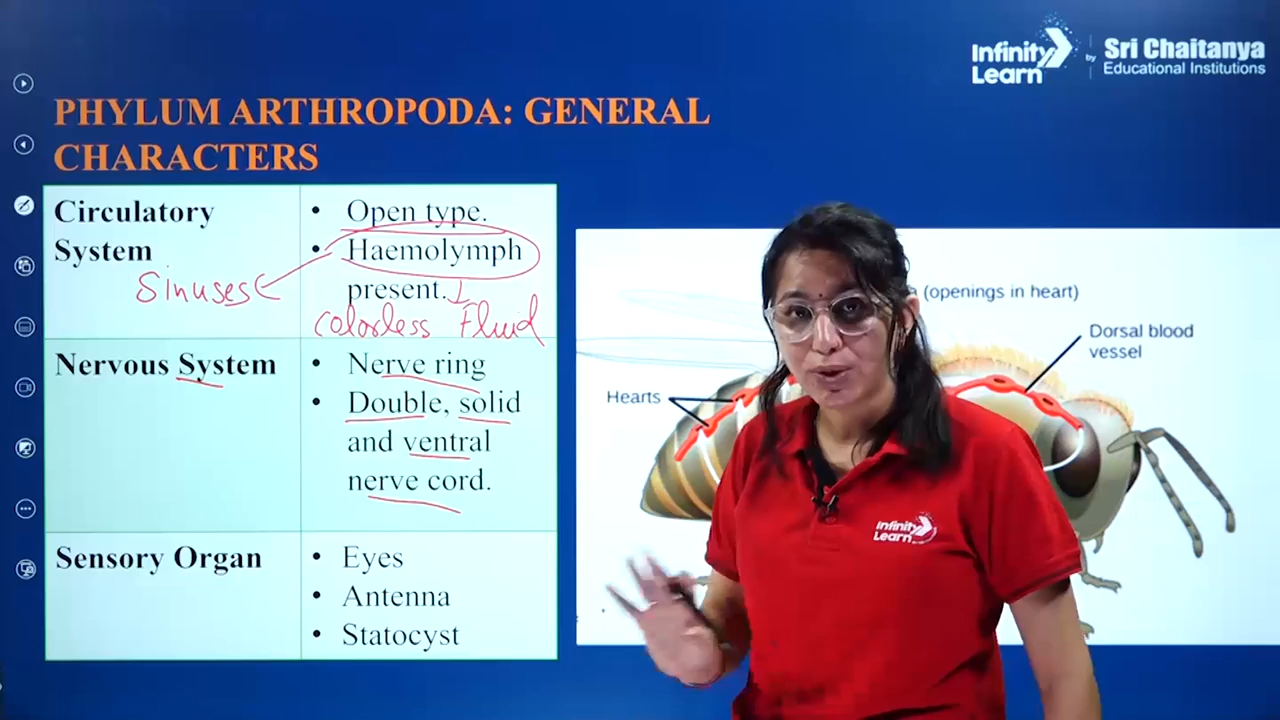 Infinity Learn by Sri Chaitanya
Educational Institutions
PHYLUM ARTHROPODA: GENERAL
CHARACTERS
Circulatory
System
• Open type.
• Haemolymph
present.
Sinuses
Colorless Fluid
Nervous System
• Nerve ring
• Double, solid
and ventral
nerve cord.
Sensory Organ
• Eyes
• Antenna
• Statocyst
(openings in heart)
Dorsal blood
vessel
Hearts
Infinity
Learn